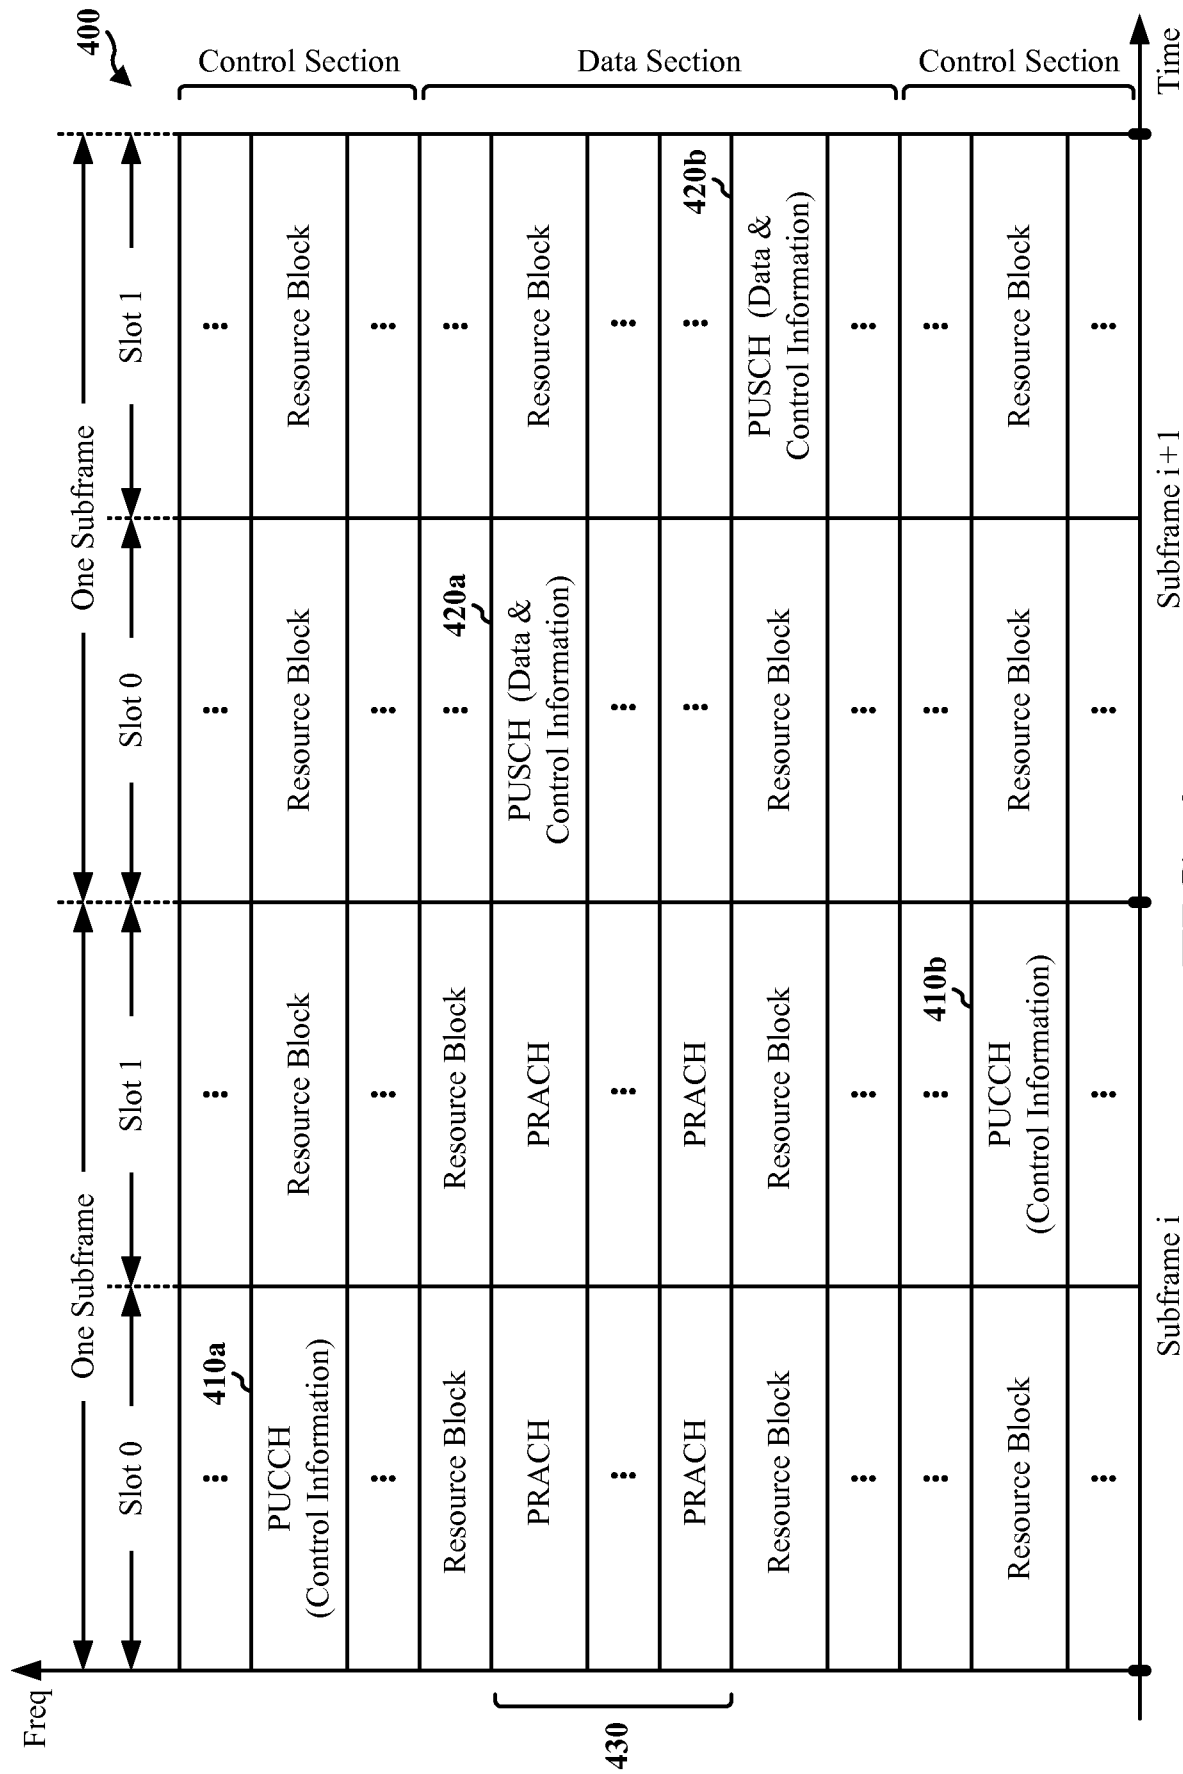 Freq
400
One Subframe
One Subframe
Slot 0
Slot 1
Slot 0
Slot 1
...
410a
...
...
...
PUCCH
(Control Information)
Resource Block
Resource Block
Resource Block
Control Section
...
...
...
...
Resource Block
Resource Block
...
420a
...
PRACH
PRACH
PUSCH (Data &
Control Information)
Resource Block
430
...
...
...
...
Data Section
PRACH
PRACH
...
...
420b
Resource Block
Resource Block
Resource Block
PUSCH (Data &
Control Information)
...
...
...
...
...
...
410b
...
...
Resource Block
PUCCH
(Control Information)
Resource Block
Resource Block
Control Section
...
...
...
...
Subframe i
Subframe i+1
Time